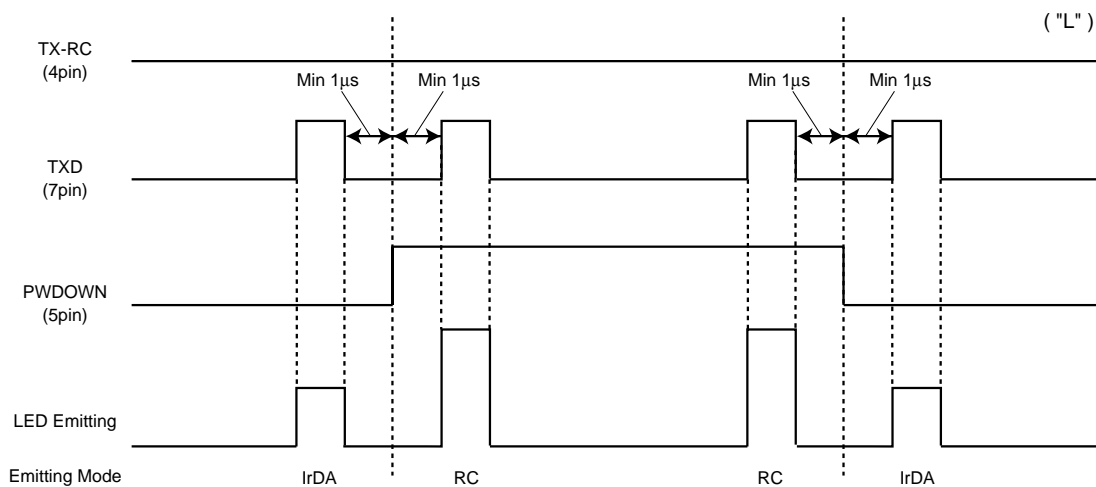 ( "L" )
TX-RC
(4pin)
Min 1μs Min 1μs Min 1μs Min 1μs
TXD
(7pin)
PWDOWN
(5pin)
LED Emitting
Emitting Mode IrDA RC RC IrDA